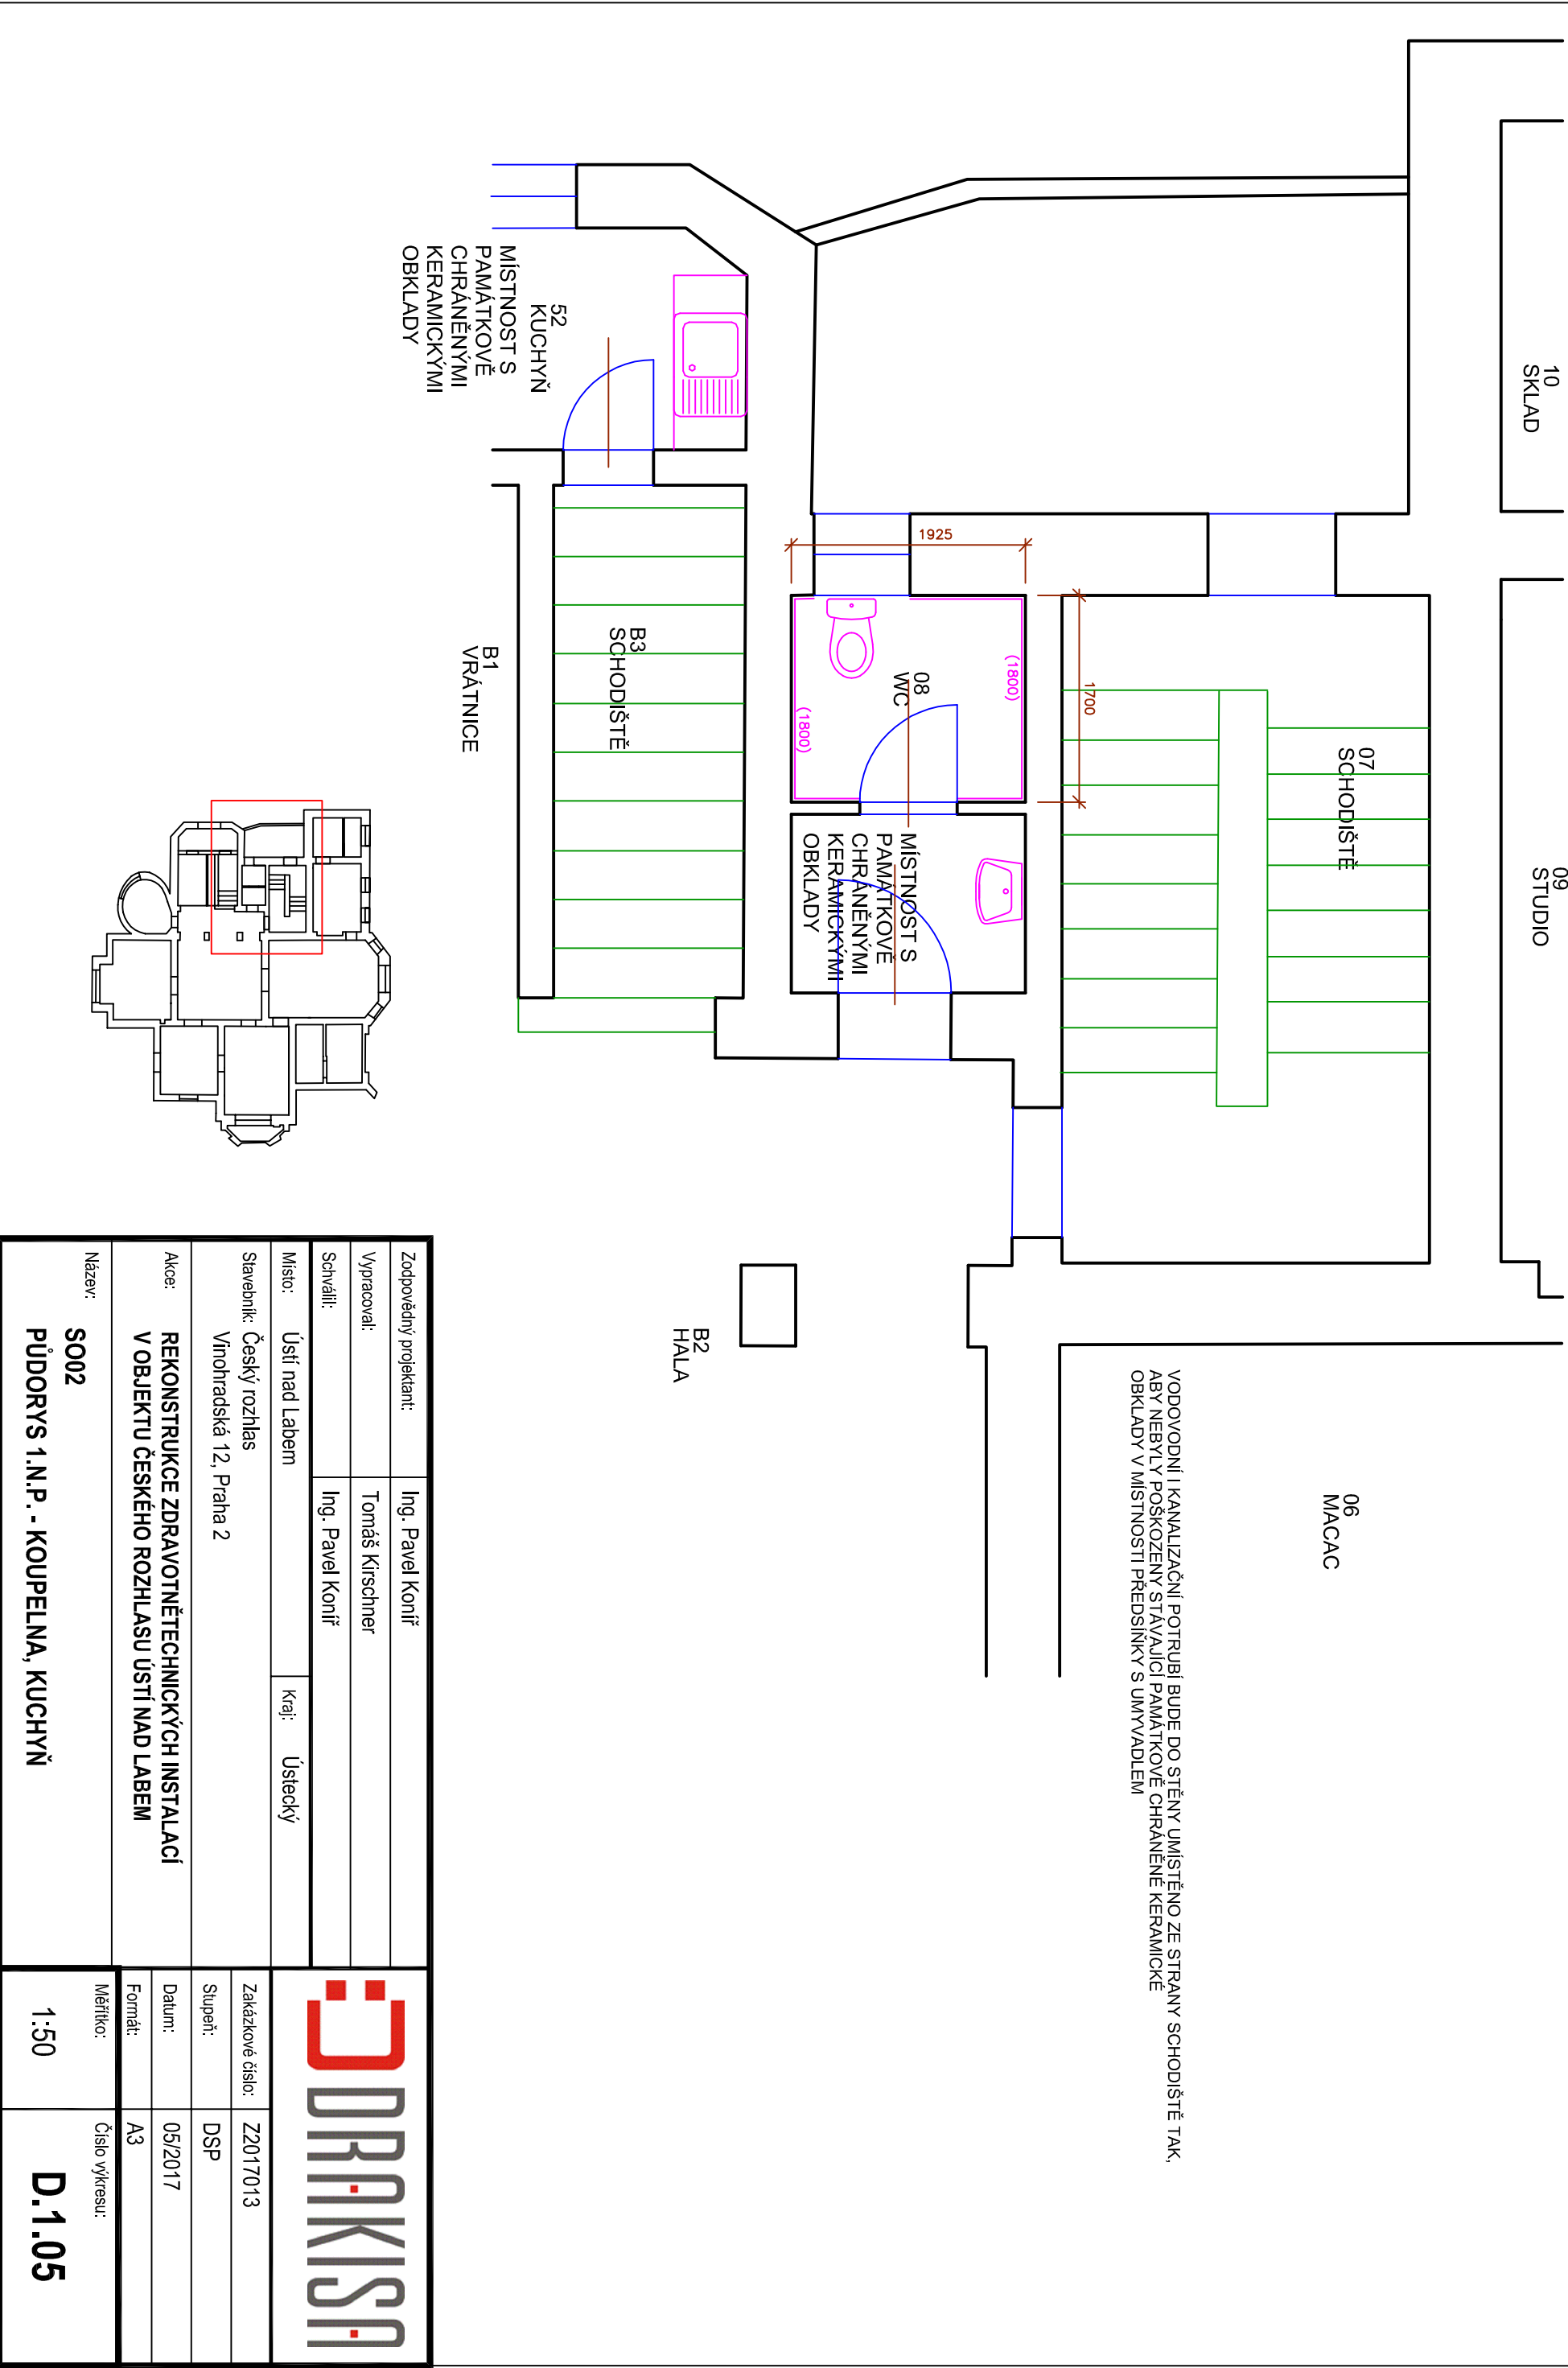 10
SKLAD
09
STUDIO
07
SCHODIŠTĚ
06
MACAC
52
KUCHYŇ
MÍSTNOST S
PAMÁTKOVĚ
CHRÁNĚNÝMI
KERAMICKÝMI
OBKLADY
1925
1700
(1800)
08
WC
(1800)
MÍSTNOST S
PAMÁTKOVĚ
CHRÁNĚNÝMI
KERAMICKÝMI
OBKLADY
B3
SCHODIŠTĚ
B1
VRÁTNICE
B2
HALA
VODOVODNÍ I KANALIZAČNÍ POTRUBÍ BUDE DO STĚNY UMÍSTĚNO ZE STRANY SCHODIŠTĚ TAK,
ABY NEBYLY POŠKOZENY STÁVAJÍCÍ PAMÁTKOVĚ CHRÁNĚNÉ KERAMICKÉ
OBKLADY V MÍSTNOSTI PŘEDSÍŇKY S UMYVADLEM
Zodpovědný projektant: Ing. Pavel Koníř
Vypracoval: Tomáš Kirschner
Schválil: Ing. Pavel Koníř
Místo: Ústí nad Labem Kraj: Ústecký
Stavebník: Český rozhlas
Vinohradská 12, Praha 2
Akce: REKONSTRUKCE ZDRAVOTNĚTECHNICKÝCH INSTALACÍ
V OBJEKTU ČESKÉHO ROZHLASU ÚSTÍ NAD LABEM
Název:
SO02
PŮDORYS 1.N.P. - KOUPELNA, KUCHYŇ
DRAKISA
Zakázkové číslo: Z2017013
Stupeň: DSP
Datum: 05/2017
Formát: A3
Měřítko: Číslo výkresu:
1:50 D.1.05